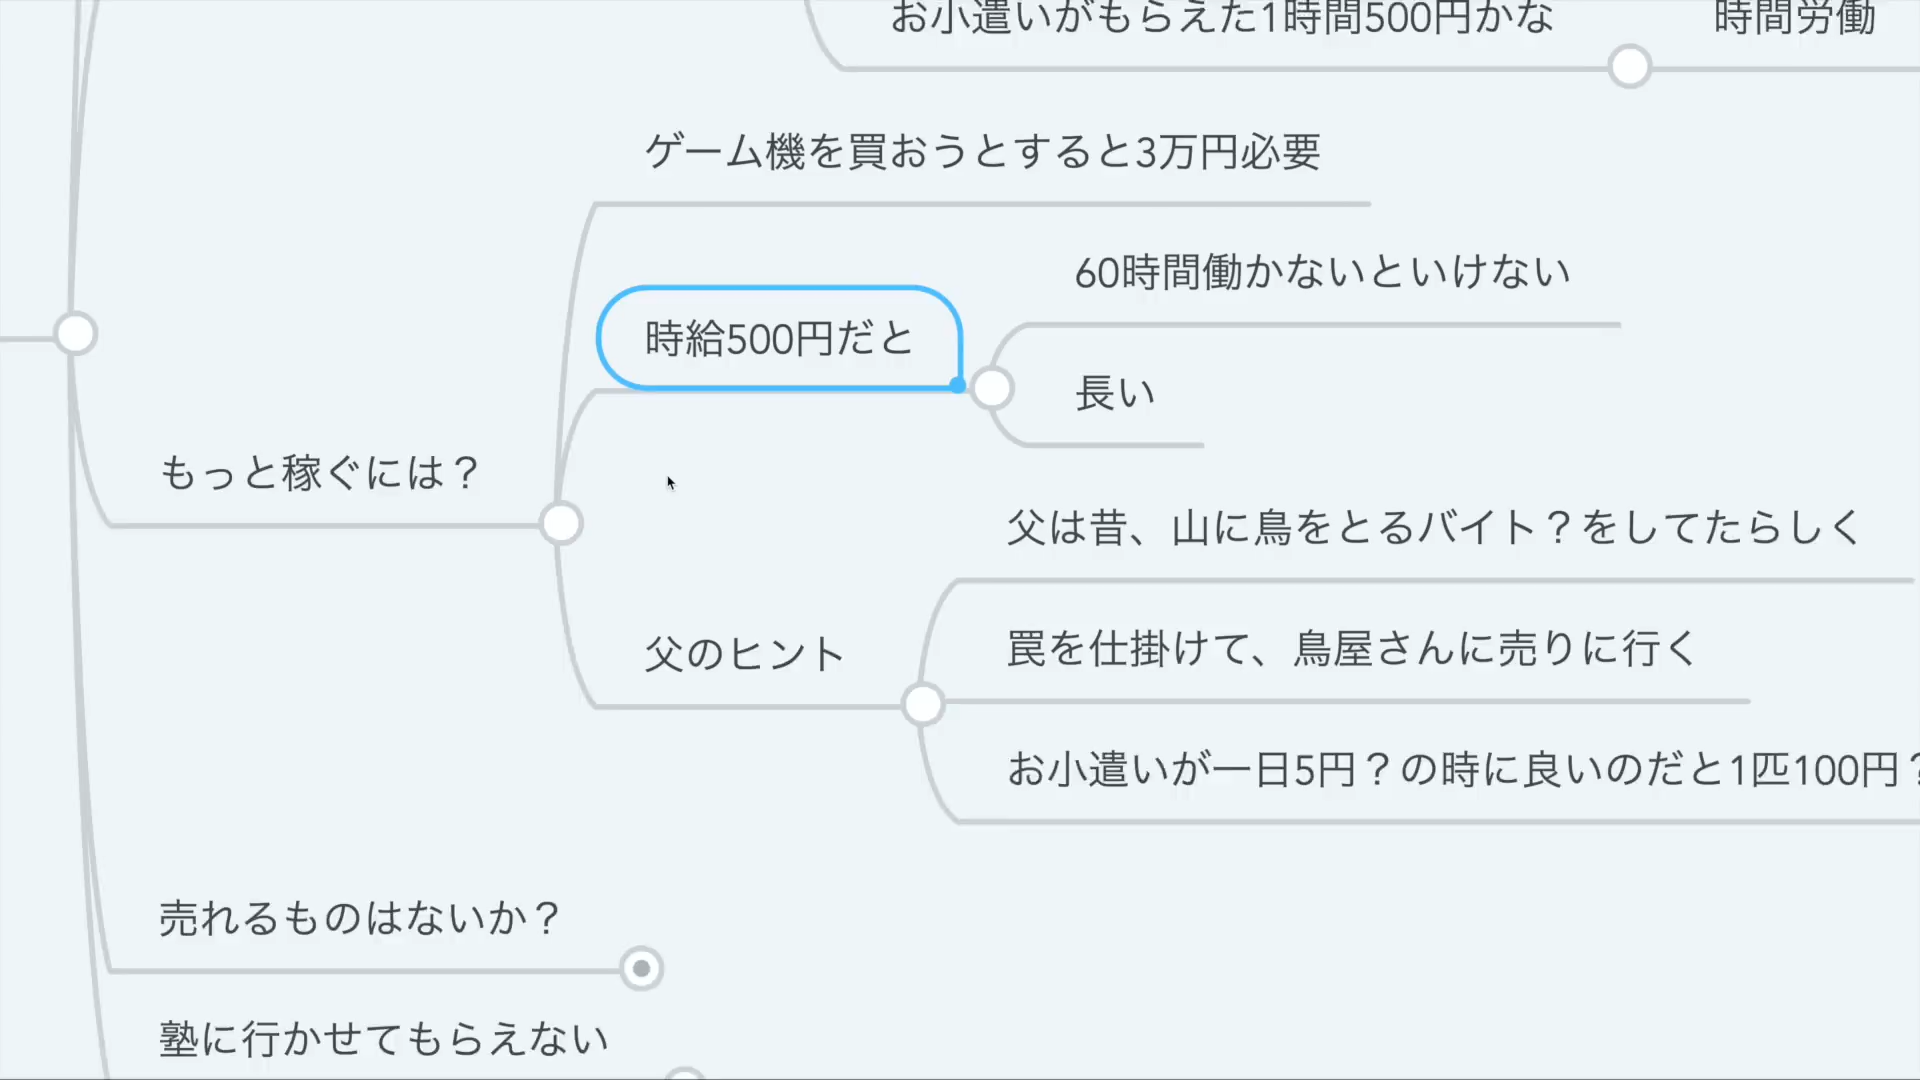 お小遣いがもらえた1時間500円かな
時間労働
ゲーム機を買おうとすると3万円必要
60時間働かないといけない
時給500円だと
長い
もっと稼ぐには？
父は昔、山に鳥をとるバイト？をしてたらしく
父のヒント
罠を仕掛けて、鳥屋さんに売りに行く
お小遣いが一日5円？の時に良いのだと1匹100円？
売れるものはないか？
塾に行かせてもらえない